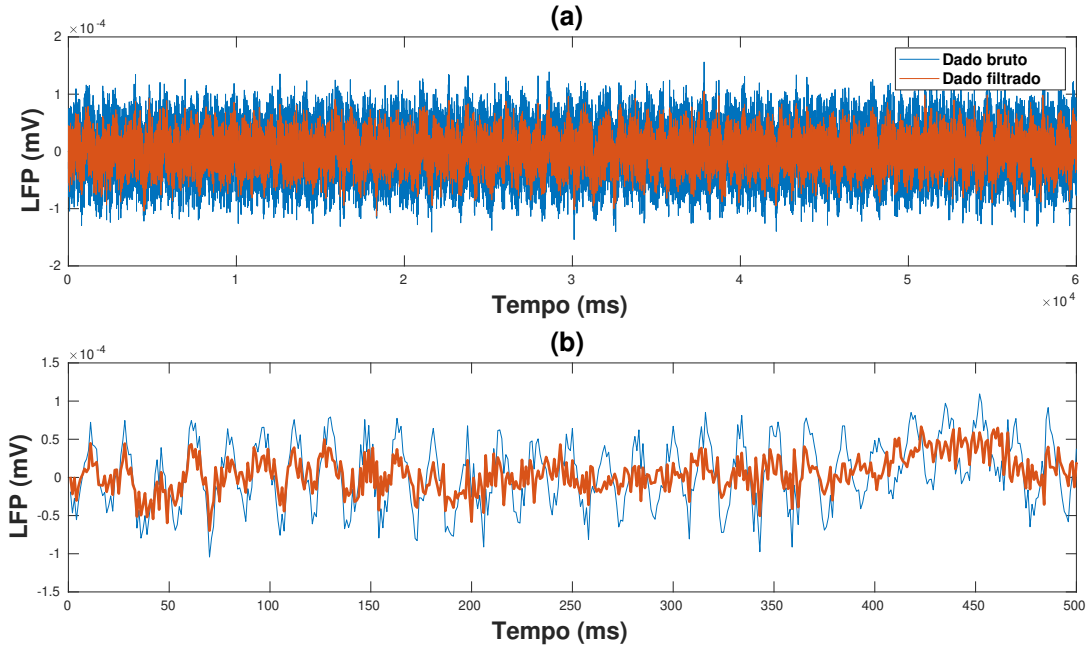 (a)
×10⁻⁴
2
1
0
-1
-2
LFP (mV)
Dado bruto
Dado filtrado
0 1 2 3 4 5 6
Tempo (ms)
×10⁴
(b)
×10⁻⁴
1.5
1
0.5
0
-0.5
-1
-1.5
LFP (mV)
0 50 100 150 200 250 300 350 400 450 500
Tempo (ms)